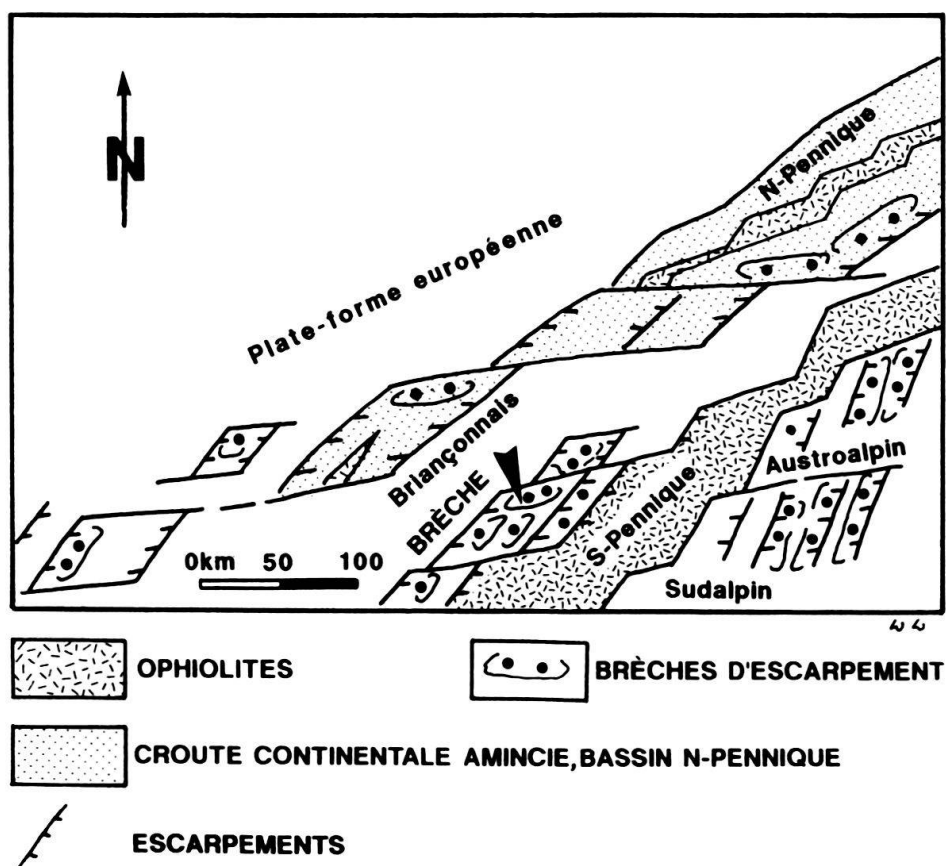 N
N-Pennique
Plate-forme européenne
Briançonnais
BRÈCHE
S-Pennique
Austroalpin
Sudalpin
0km 50 100
OPHIOLITES
BRÈCHES D'ESCARPEMENT
CROUTE CONTINENTALE AMINCIE, BASSIN N-PENNIQUE
ESCARPEMENTS